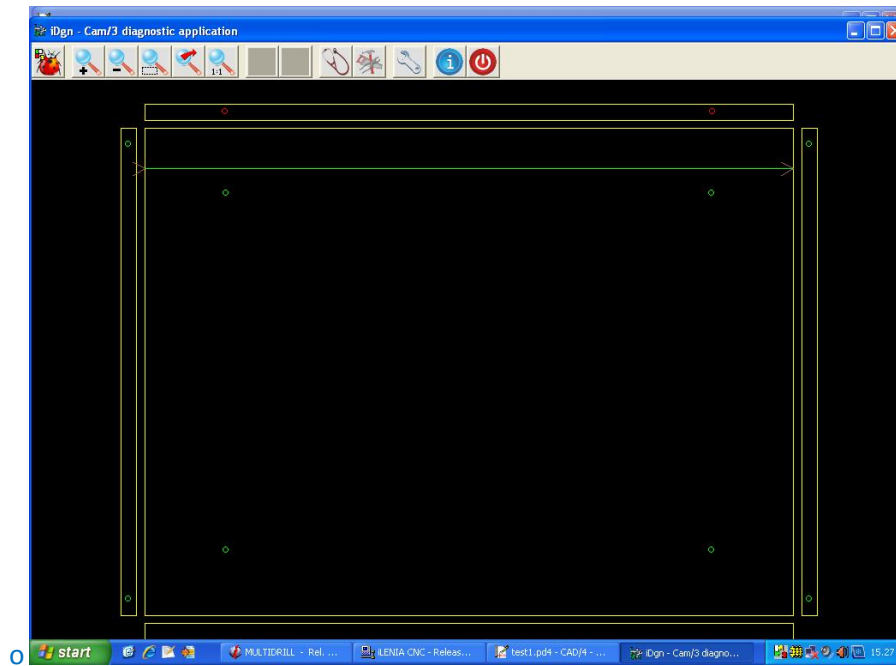 iDgn - Cam/3 diagnostic application
1:1
o
start
MULTIDRILL - Rel. ...
iLENIA CNC - Releas...
test1.pd4 - CAD/4 - ...
iDgn - Cam/3 diagno...
15.27